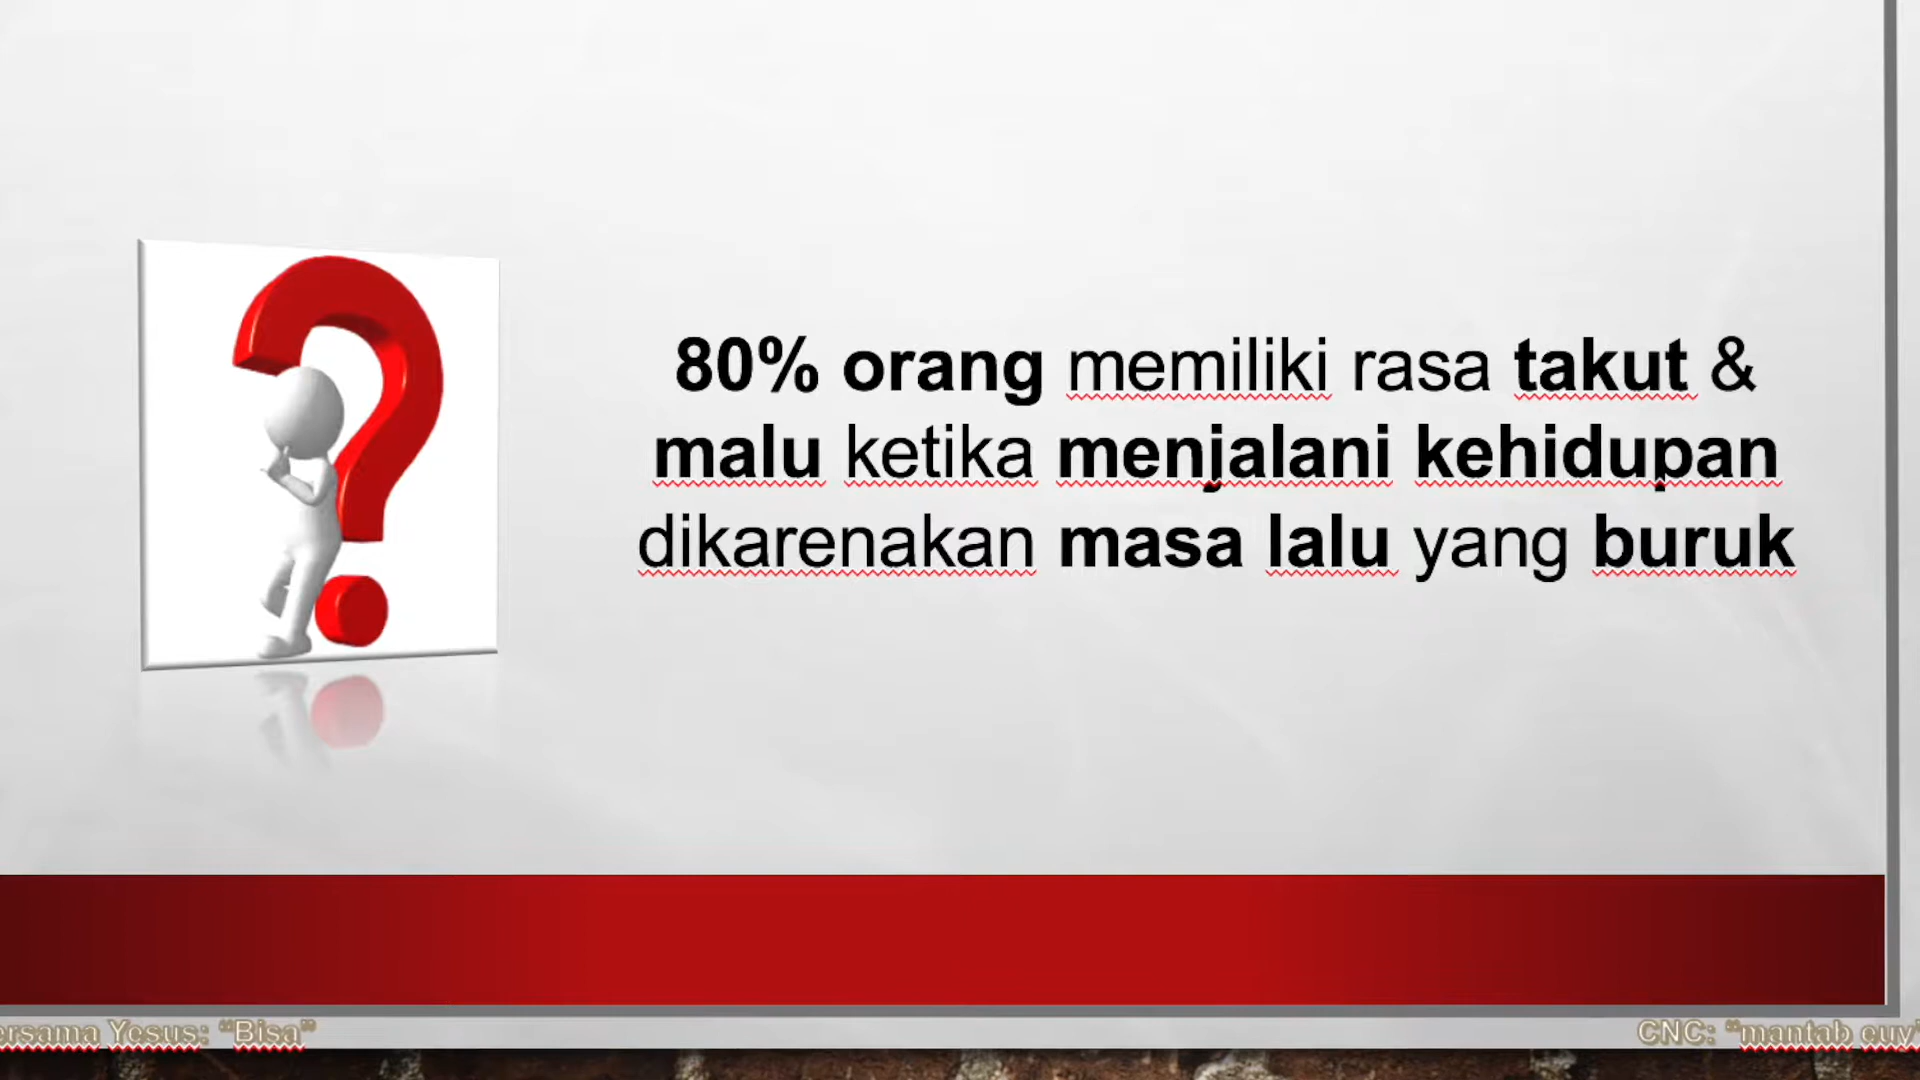 80% orang memiliki rasa takut &
malu ketika menjalani kehidupan
dikarenakan masa lalu yang buruk
ersama Yesus: “Bisa”
CNC: “mantab euy